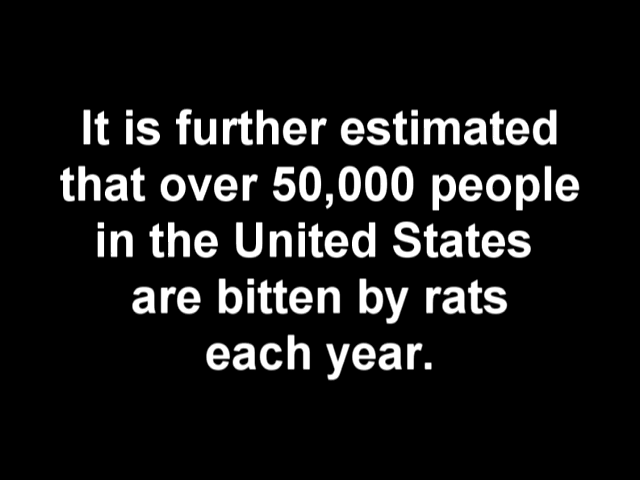 It is further estimated
that over 50,000 people
in the United States
are bitten by rats
each year.